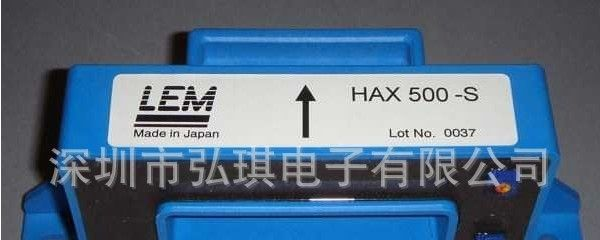 LEM
HAX 500 -S
Made in Japan
Lot No. 0037
深圳市弘琪电子有限公司